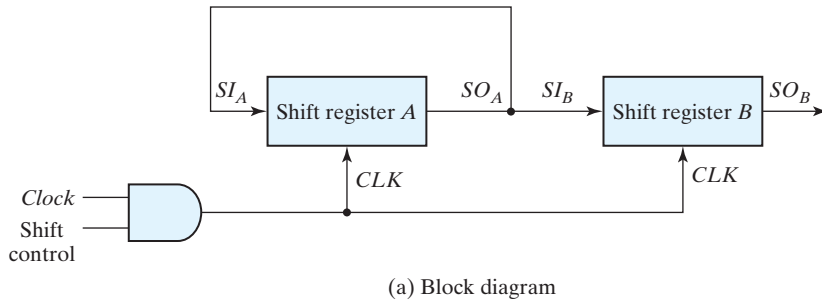 SI_A
Shift register A
SO_A
SI_B
Shift register B
SO_B
CLK
CLK
Clock
Shift
control
(a) Block diagram